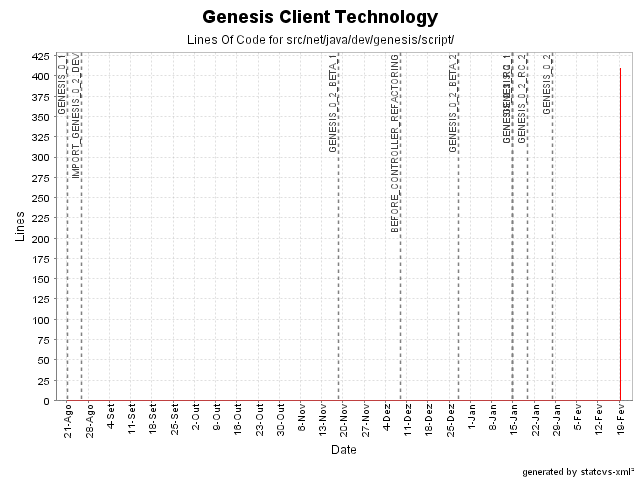 Genesis Client Technology
Lines Of Code for src/net/java/dev/genesis/script/
Lines
425
400
375
350
325
300
275
250
225
200
175
150
125
100
75
50
25
0
GENESIS_0_1
IMPORT_GENESIS_0_2_DEV
GENESIS_0_2_BETA_1
BEFORE_CONTROLLER_REFACTORING
GENESIS_0_2_BETA_2
GENESIS_0_2_RC_2
GENESIS_0_2
21-Ago
28-Ago
4-Set
11-Set
18-Set
25-Set
2-Out
9-Out
16-Out
23-Out
30-Out
6-Nov
13-Nov
20-Nov
27-Nov
4-Dez
11-Dez
18-Dez
25-Dez
1-Jan
8-Jan
15-Jan
22-Jan
29-Jan
5-Fev
12-Fev
19-Fev
Date
generated by statcvs-xml²